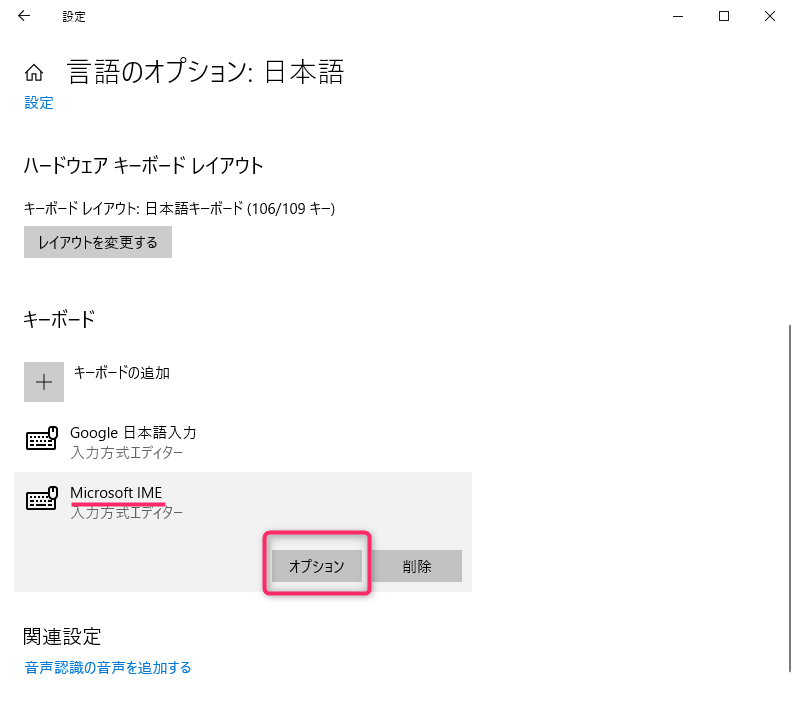 設定
言語のオプション: 日本語
設定
ハードウェア キーボード レイアウト
キーボード レイアウト: 日本語キーボード (106/109 キー)
レイアウトを変更する
キーボード
キーボードの追加
Google 日本語入力
入力方式エディター
Microsoft IME
入力方式エディター
オプション
削除
関連設定
音声認識の音声を追加する